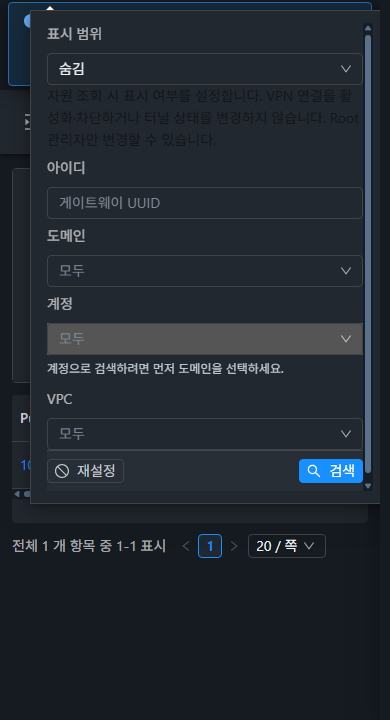 표시 범위
숨김
자원 조회 시 표시 여부를 설정합니다. VPN 연결을 활
성화·차단하거나 터널 상태를 변경하지 않습니다. Root
관리자만 변경할 수 있습니다.
아이디
게이트웨이 UUID
도메인
모두
계정
모두
계정으로 검색하려면 먼저 도메인을 선택하세요.
VPC
모두
재설정
검색
전체 1 개 항목 중 1-1 표시
1
20 / 쪽